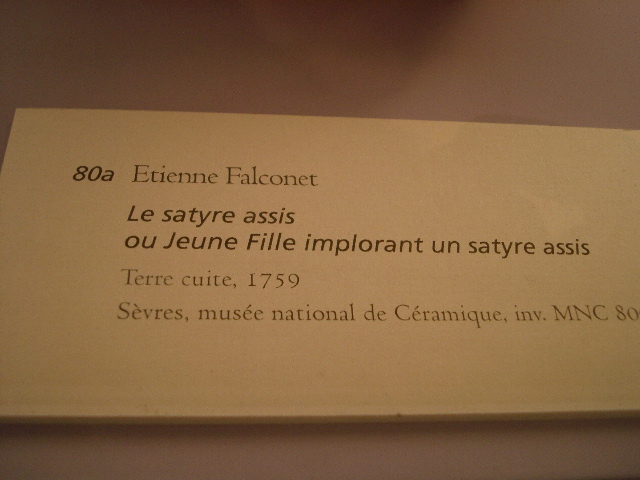 80a Etienne Falconet
Le satyre assis
ou Jeune Fille implorant un satyre assis
Terre cuite, 1759
Sèvres, musée national de Céramique, inv. MNC